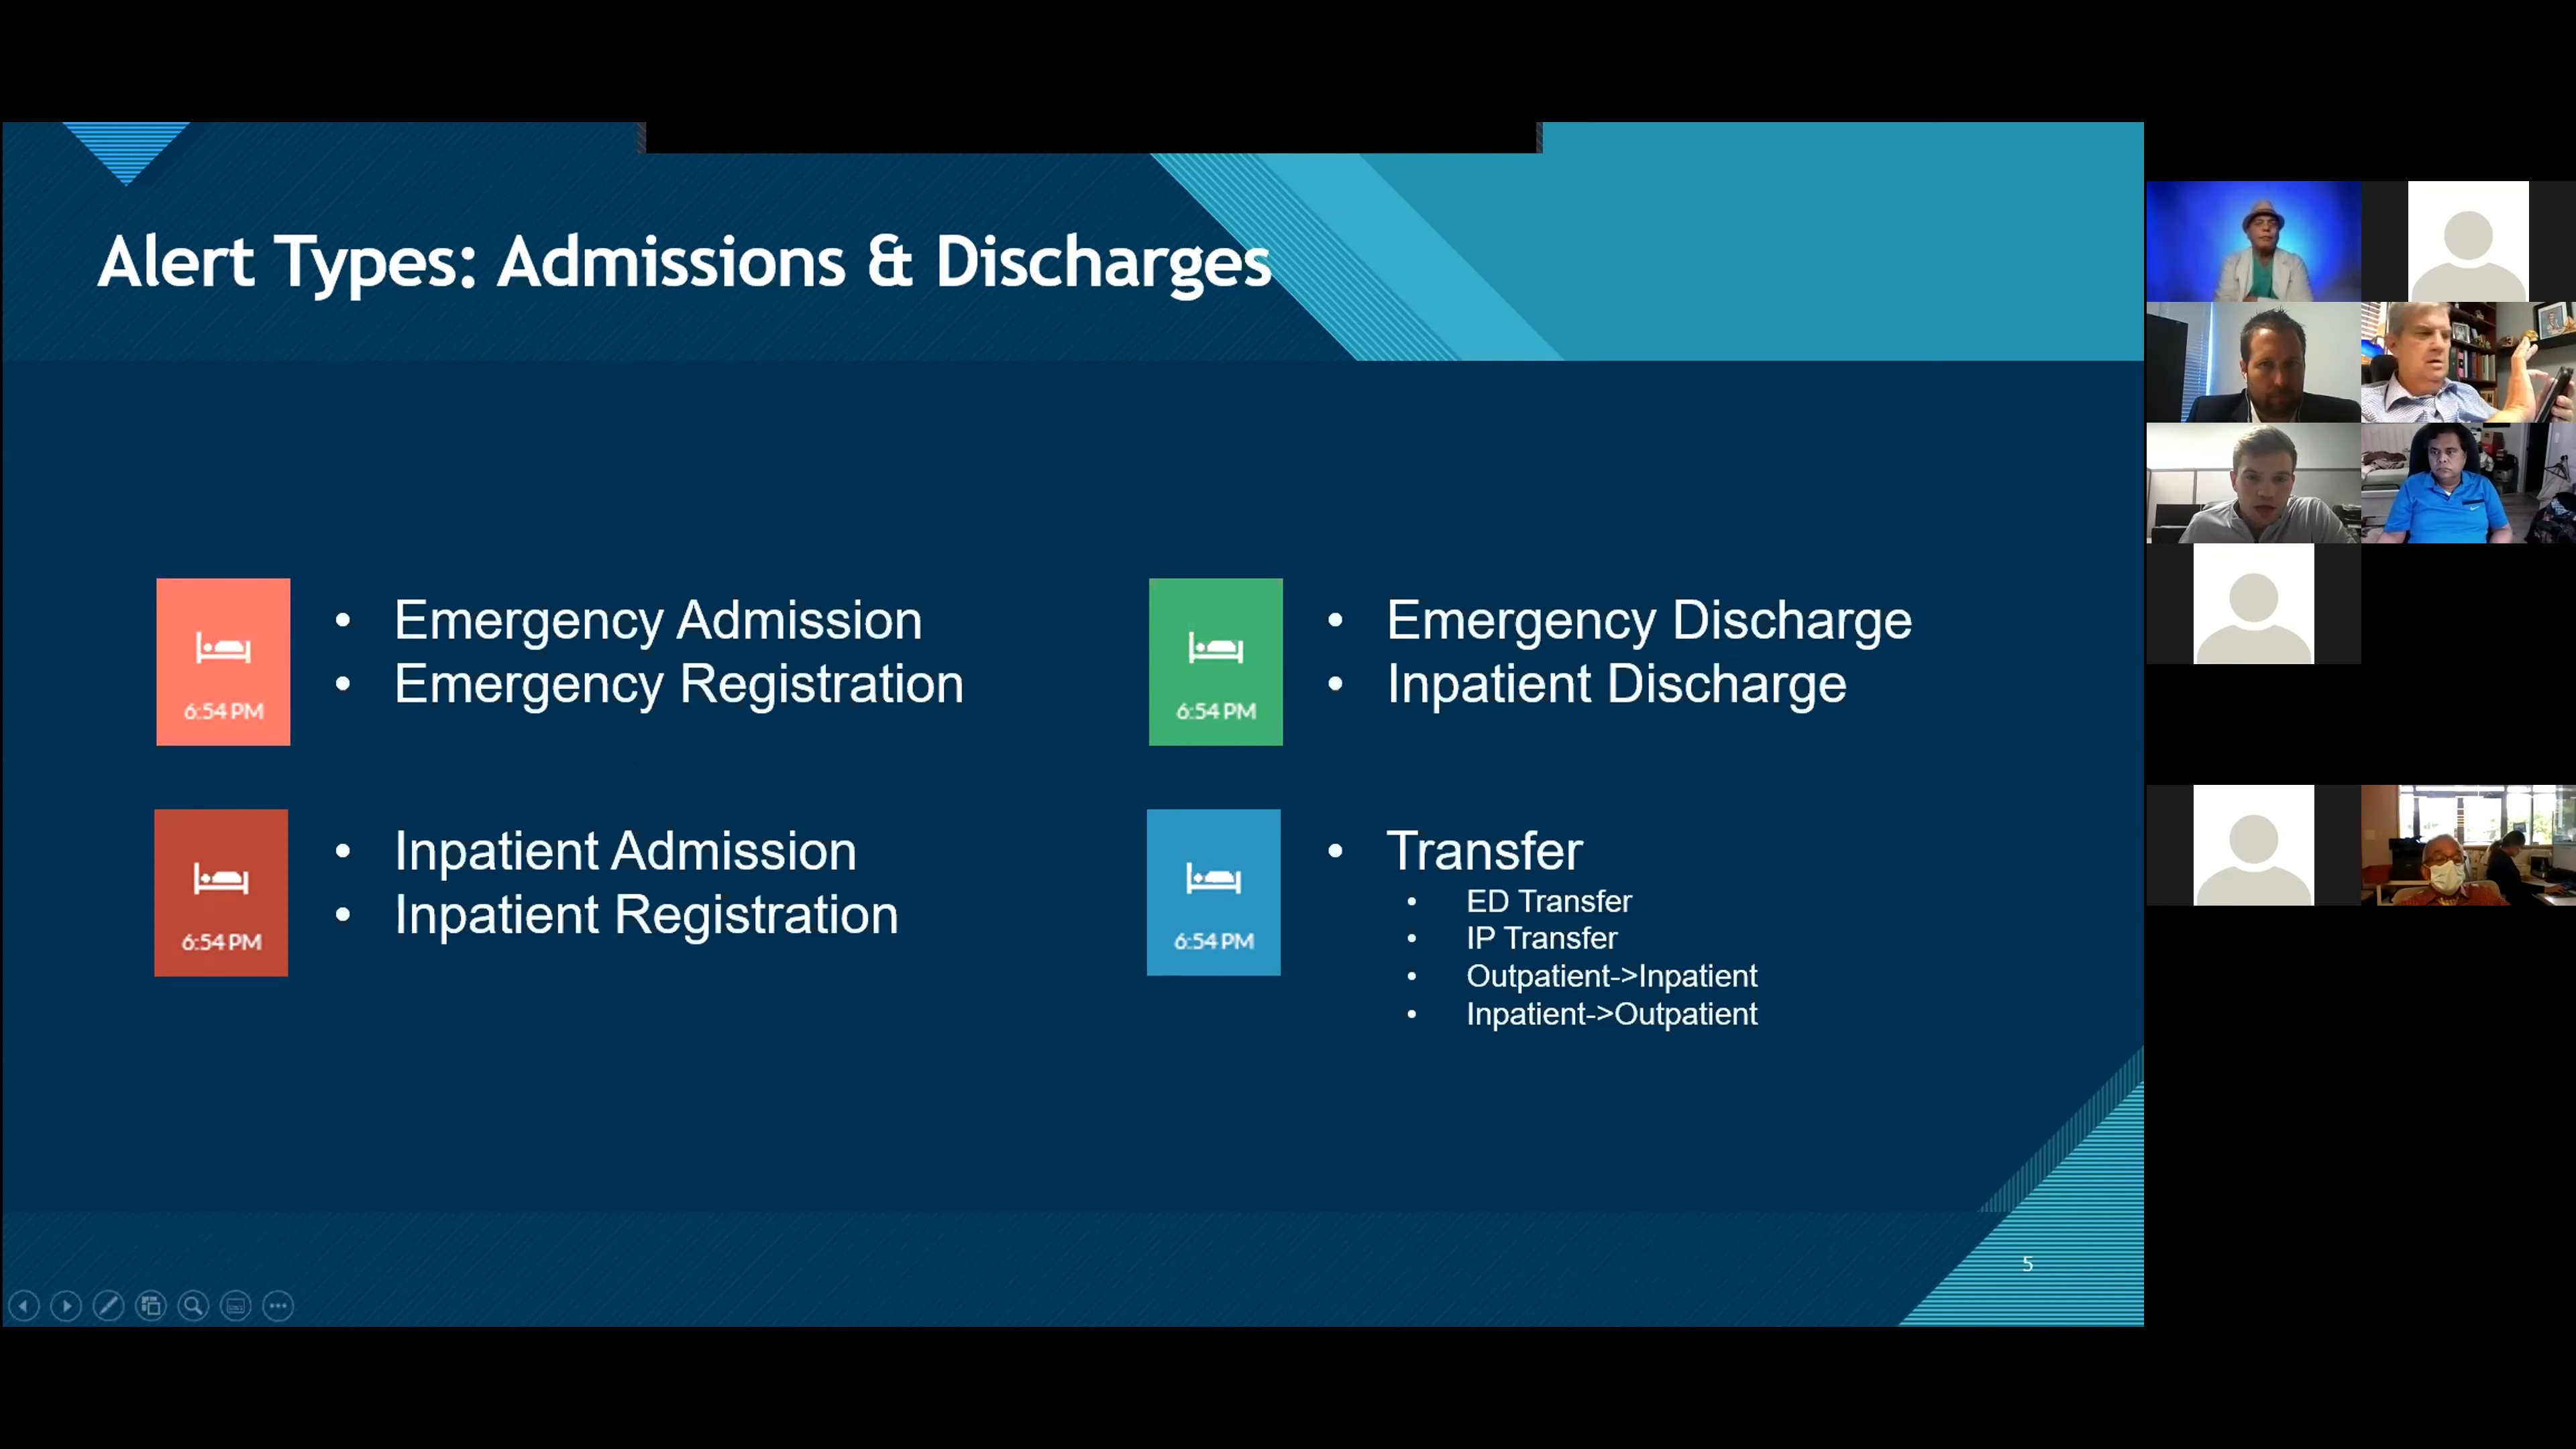 Alert Types: Admissions & Discharges
6:54 PM
• Emergency Admission
• Emergency Registration
6:54 PM
• Emergency Discharge
• Inpatient Discharge
6:54 PM
• Inpatient Admission
• Inpatient Registration
6:54 PM
• Transfer
• ED Transfer
• IP Transfer
• Outpatient->Inpatient
• Inpatient->Outpatient
5